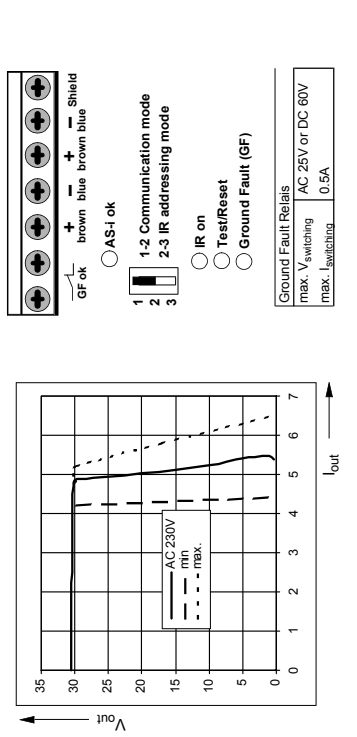 GF ok
+ brown
− blue
+ brown
− blue
Shield
AS-i ok
1
2
3
1-2 Communication mode
2-3 IR addressing mode
IR on
Test/Reset
Ground Fault (GF)
Ground Fault Relais
max. Vswitching AC 25V or DC 60V
max. Iswitching 0.5A
Vout
35
30
25
20
15
10
5
0
AC 230V
min
max.
0 1 2 3 4 5 6 7
Iout